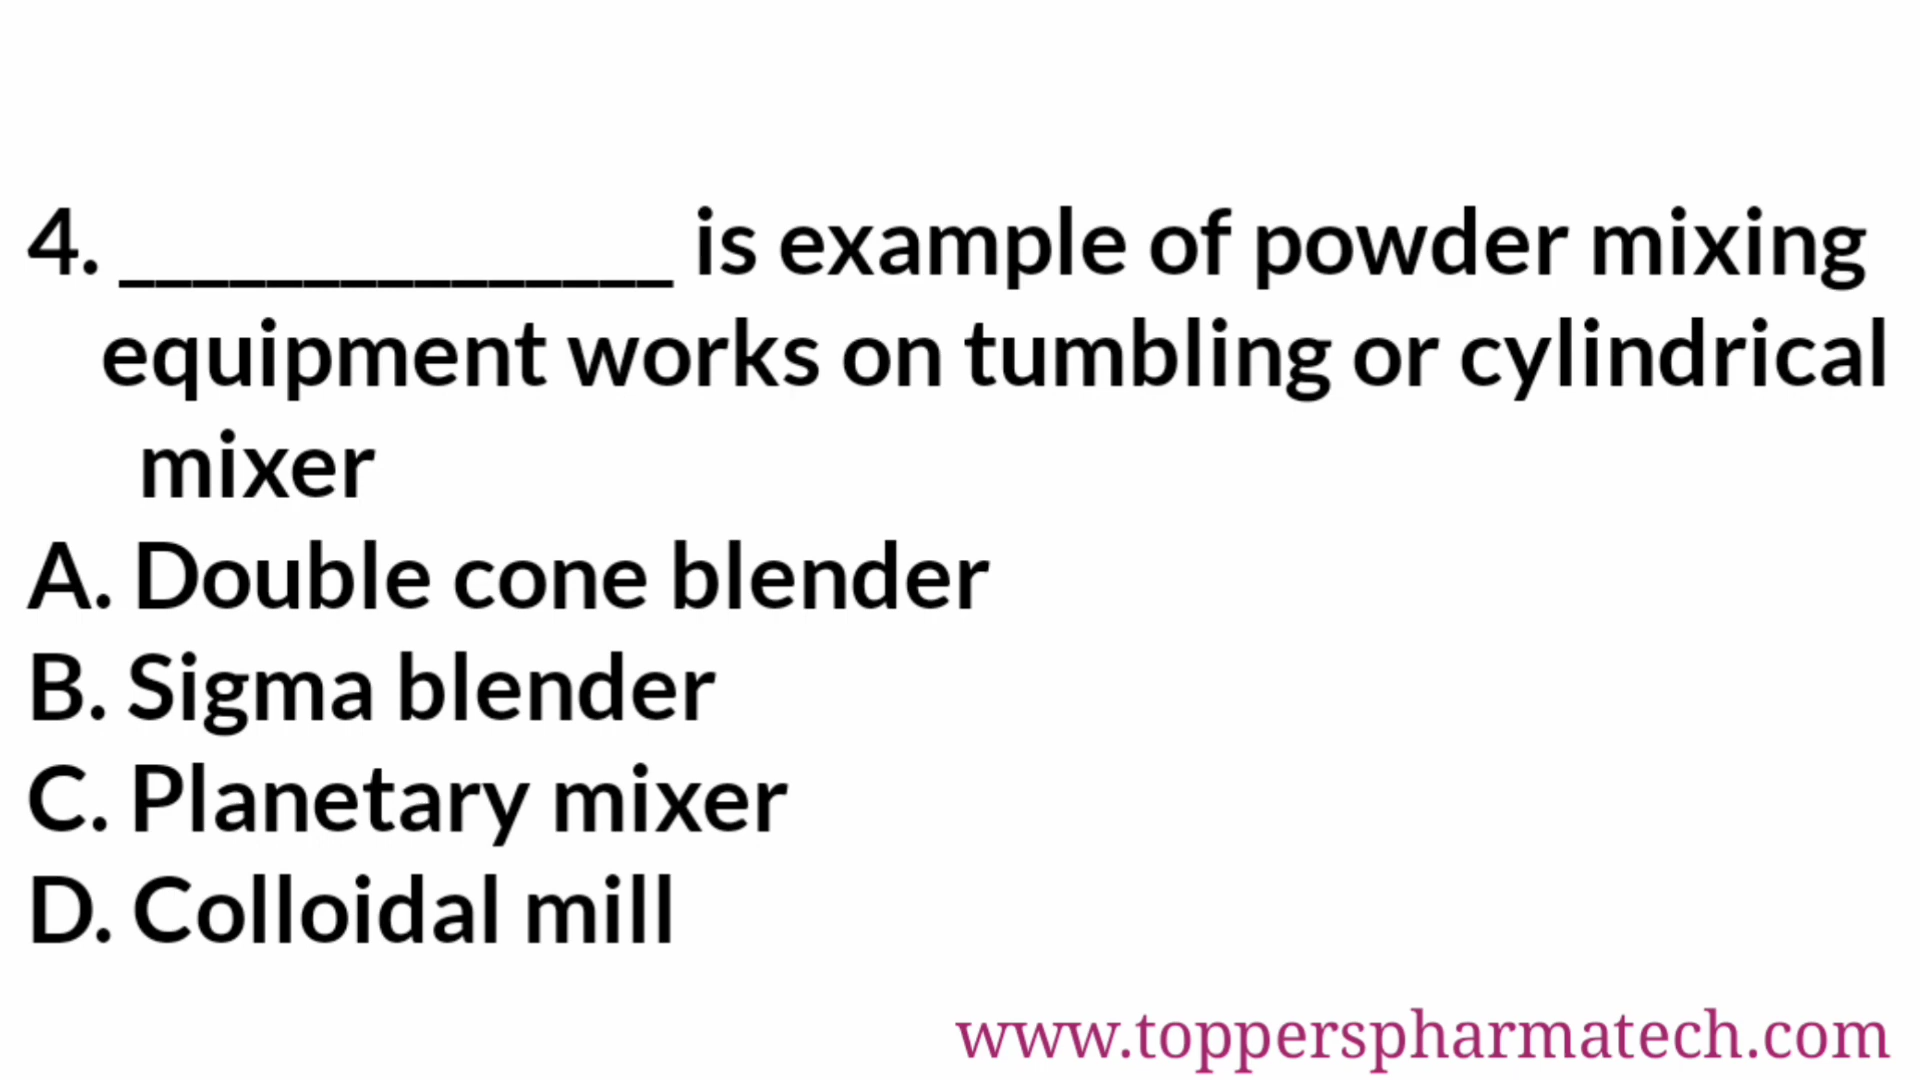 4. _______________ is example of powder mixing
equipment works on tumbling or cylindrical
mixer
A. Double cone blender
B. Sigma blender
C. Planetary mixer
D. Colloidal mill
www.topperspharmatech.com